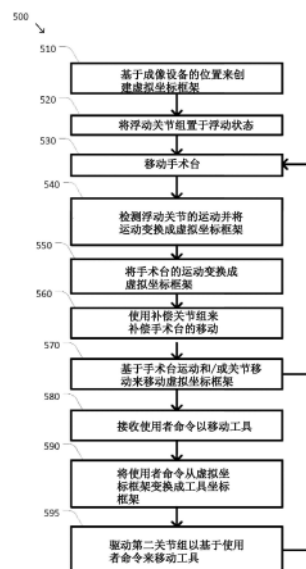 500
510
基于成像设备的位置来创
建虚拟坐标框架
520
将浮动关节组置于浮动状态
530
移动手术台
540
检测浮动关节的运动并将
运动变换成虚拟坐标框架
550
将手术台的运动变换成
虚拟坐标框架
560
使用补偿关节组来
补偿手术台的移动
570
基于手术台运动和/或关节移
动来移动虚拟坐标框架
580
接收使用者命令以移动工具
590
将使用者命令从虚拟坐
标框架变换成工具坐标
框架
595
驱动第二关节组以基于使用
者命令来移动工具